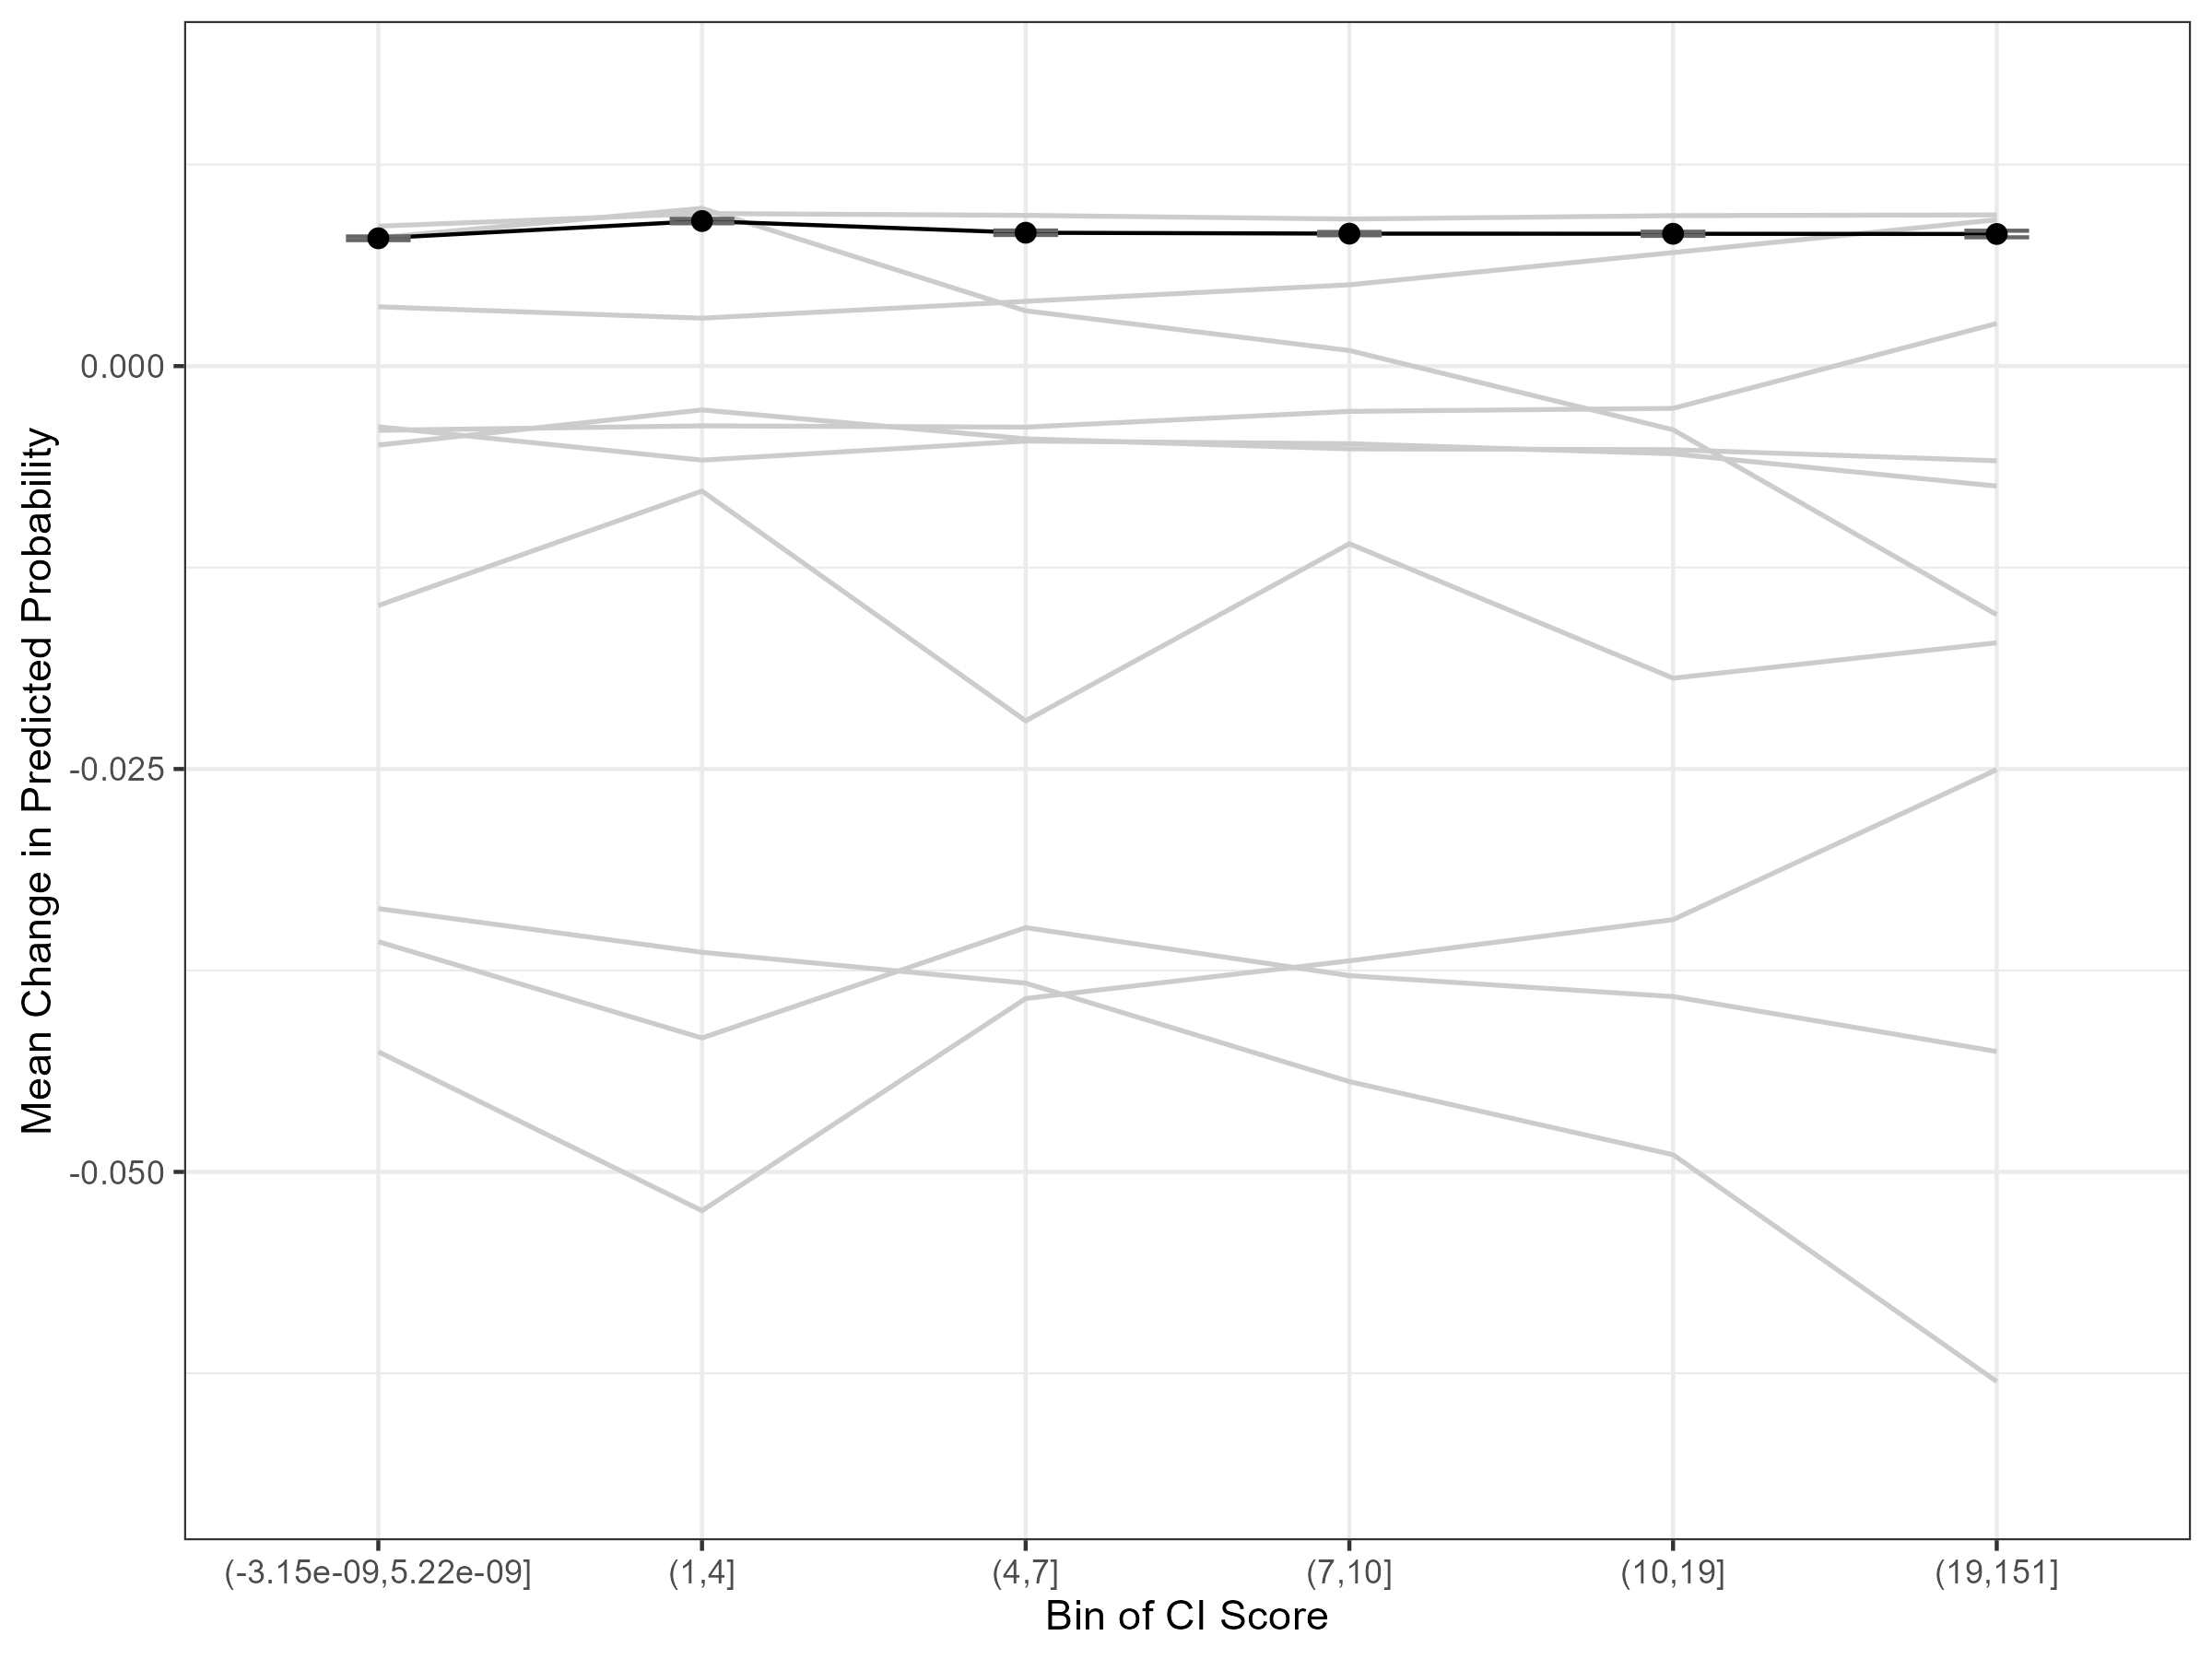 Mean Change in Predicted Probability
0.000
-0.025
-0.050
(-3.15e-09,5.22e-09]
(1,4]
(4,7]
(7,10]
(10,19]
(19,151]
Bin of CI Score